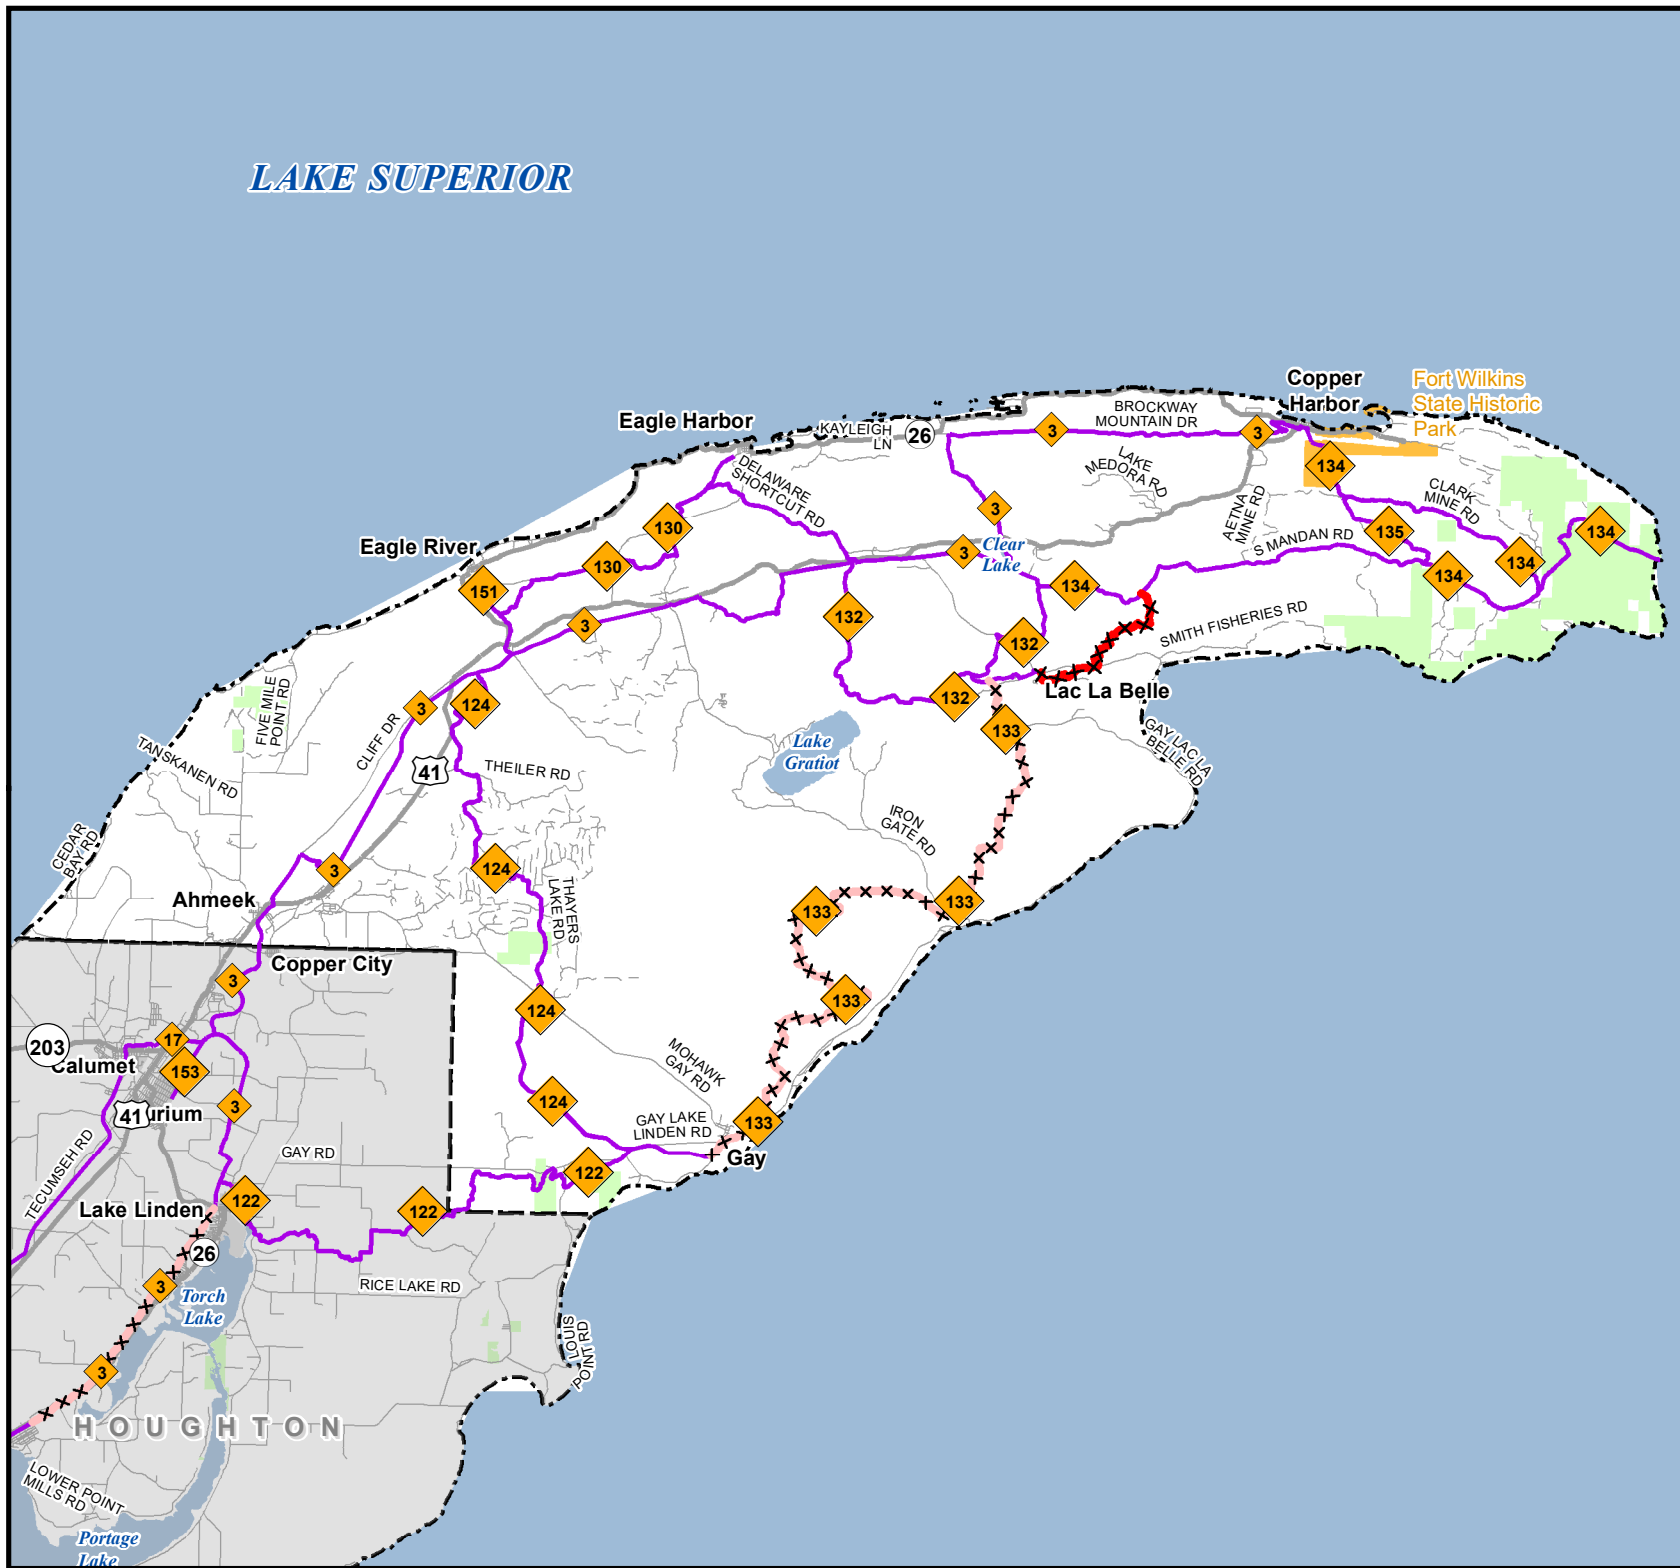 LAKE SUPERIOR
Copper
Harbor
Fort Wilkins
State Historic
Park
Eagle Harbor
KAYLEIGH
LN
26
3
BROCKWAY
MOUNTAIN DR
3
134
LAKE
MEDORA RD
DELAWARE
SHORTCUT RD
CLARK
MINE RD
AETNA
MINE RD
S MANDAN RD
3
130
135
134
Eagle River
130
3
Clear
Lake
134
134
134
151
3
132
132
SMITH FISHERIES RD
Lac La Belle
132
124
3
133
FIVE MILE
POINT RD
CLIFF DR
TANSKANEN RD
41
THEILER RD
Lake
Gratiot
GAY LAC LA
BELLE RD
IRON
GATE RD
CEDAR
BAY RD
3
124
Ahmeek
THAYERS
LAKE RD
133
133
Copper City
3
124
133
203
17
Calumet
153
MOHAWK
GAY RD
41
urium
3
124
GAY LAKE
LINDEN RD
133
Gay
TECUMSEH RD
GAY RD
122
122
Lake Linden
122
26
3
RICE LAKE RD
Torch
Lake
LOUIS
POINT RD
3
HOUGHTON
LOWER POINT
MILLS RD
Portage
Lake